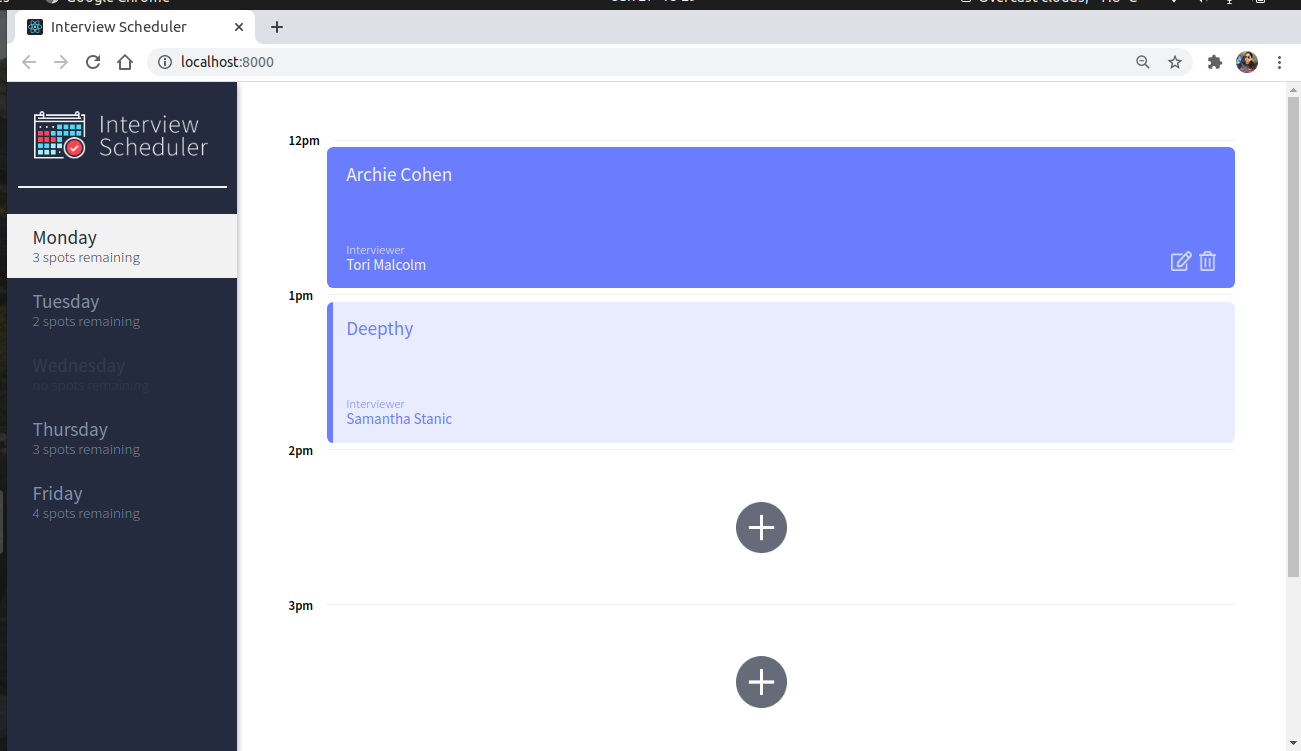 Google Chrome
Interview Scheduler
localhost:8000
Interview
Scheduler
Monday
3 spots remaining
Tuesday
2 spots remaining
Wednesday
no spots remaining
Thursday
3 spots remaining
Friday
4 spots remaining
12pm
Archie Cohen
Interviewer
Tori Malcolm
1pm
Deepthy
Interviewer
Samantha Stanic
2pm
3pm